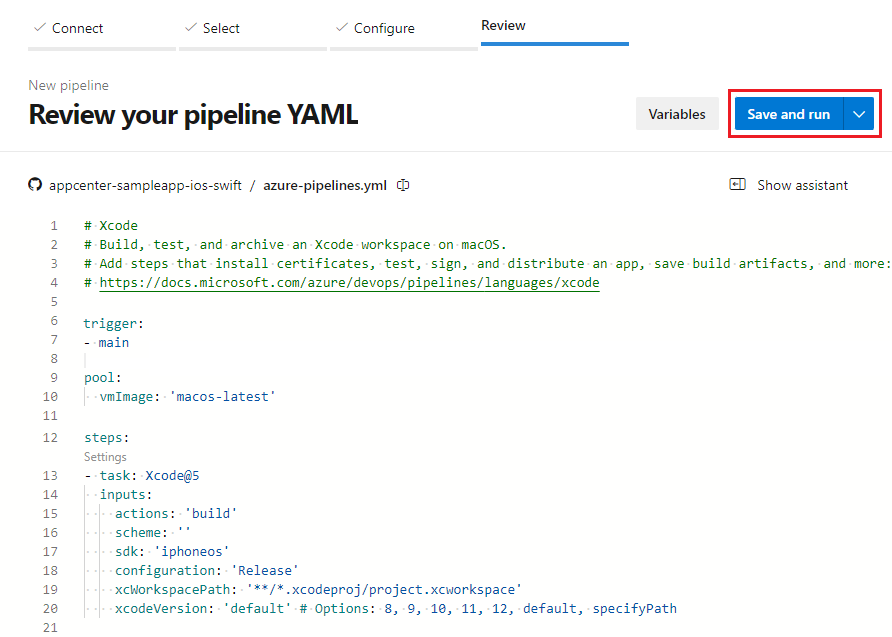 Connect Select Configure Review
New pipeline
Review your pipeline YAML
Variables Save and run
appcenter-sampleapp-ios-swift / azure-pipelines.yml Show assistant
1 # Xcode
2 # Build, test, and archive an Xcode workspace on macOS.
3 # Add steps that install certificates, test, sign, and distribute an app, save build artifacts, and more:
4 # https://docs.microsoft.com/azure/devops/pipelines/languages/xcode
5
6 trigger:
7 - main
8
9 pool:
10   vmImage: 'macos-latest'
11
12 steps:
Settings
13 - task: Xcode@5
14   inputs:
15     actions: 'build'
16     scheme: ''
17     sdk: 'iphoneos'
18     configuration: 'Release'
19     xcWorkspacePath: '**/*.xcodeproj/project.xcworkspace'
20     xcodeVersion: 'default' # Options: 8, 9, 10, 11, 12, default, specifyPath
21